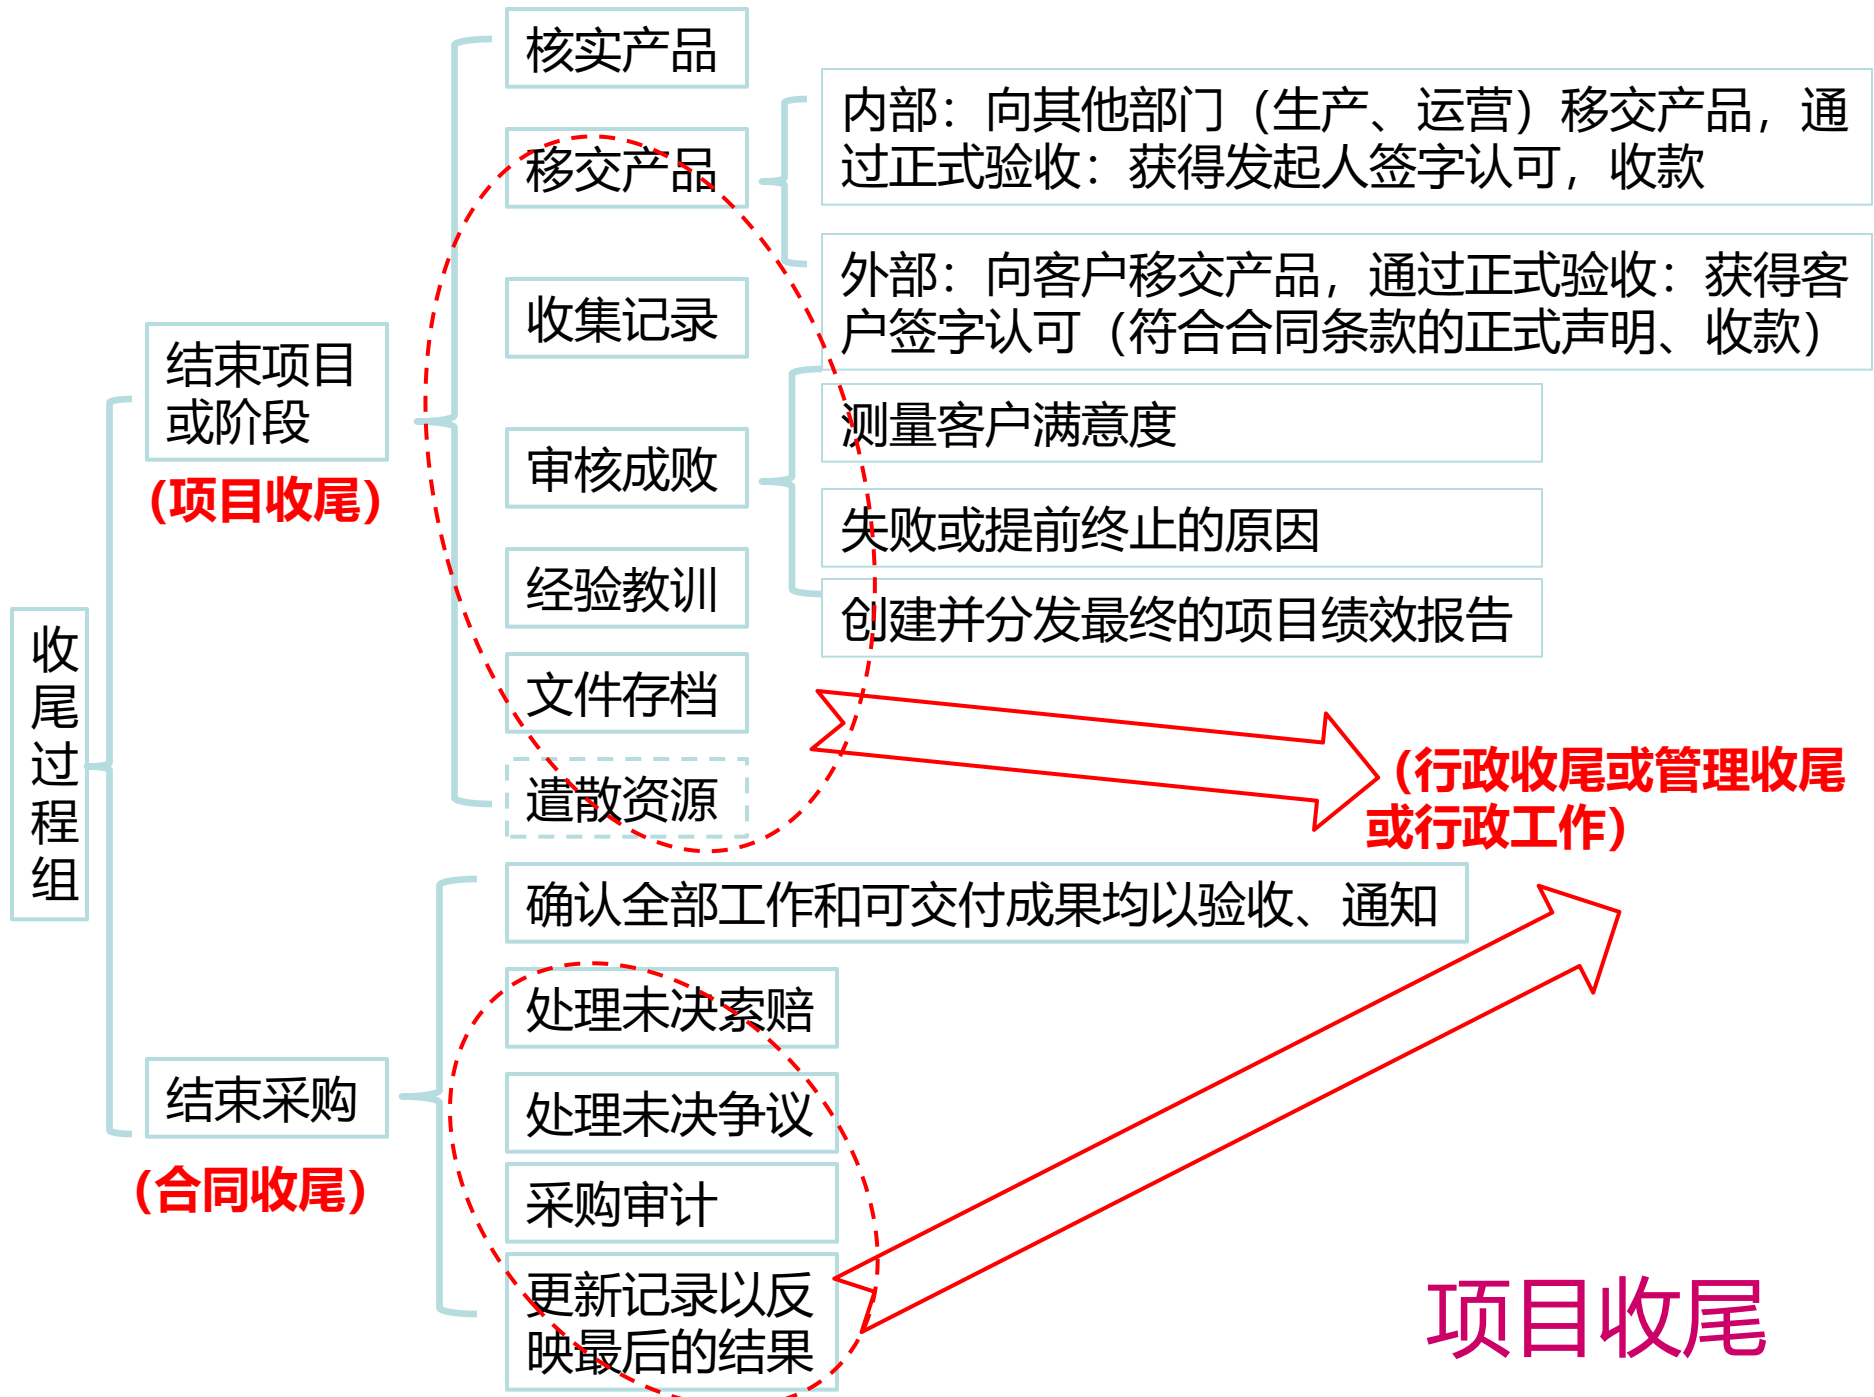 收
尾
过
程
组
结束项目
或阶段
（项目收尾）
核实产品
移交产品
内部：向其他部门（生产、运营）移交产品，通
过正式验收：获得发起人签字认可，收款
外部：向客户移交产品，通过正式验收：获得客
户签字认可（符合合同条款的正式声明、收款）
收集记录
审核成败
测量客户满意度
失败或提前终止的原因
创建并分发最终的项目绩效报告
经验教训
文件存档
遣散资源
（行政收尾或管理收尾
或行政工作）
结束采购
（合同收尾）
确认全部工作和可交付成果均以验收、通知
处理未决索赔
处理未决争议
采购审计
更新记录以反
映最后的结果
项目收尾